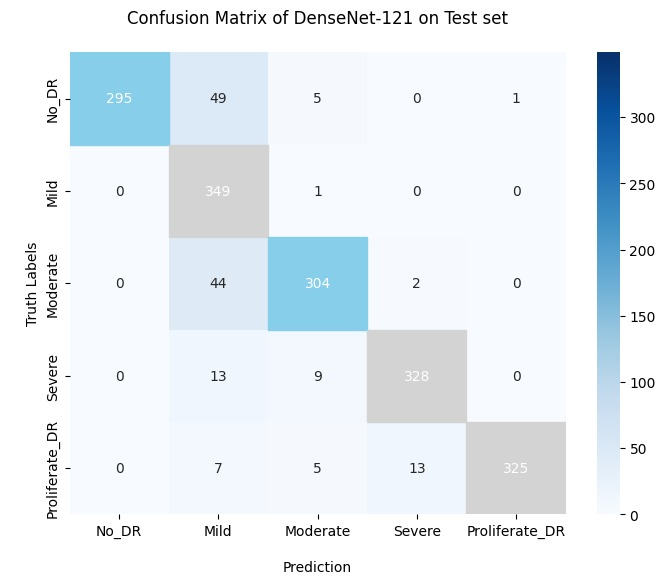 Confusion Matrix of DenseNet-121 on Test set
Truth Labels
No_DR 295 49 5 0 1
Mild 0 349 1 0 0
Moderate 0 44 304 2 0
Severe 0 13 9 328 0
Proliferate_DR 0 7 5 13 325
No_DR Mild Moderate Severe Proliferate_DR
Prediction
300
250
200
150
100
50
0